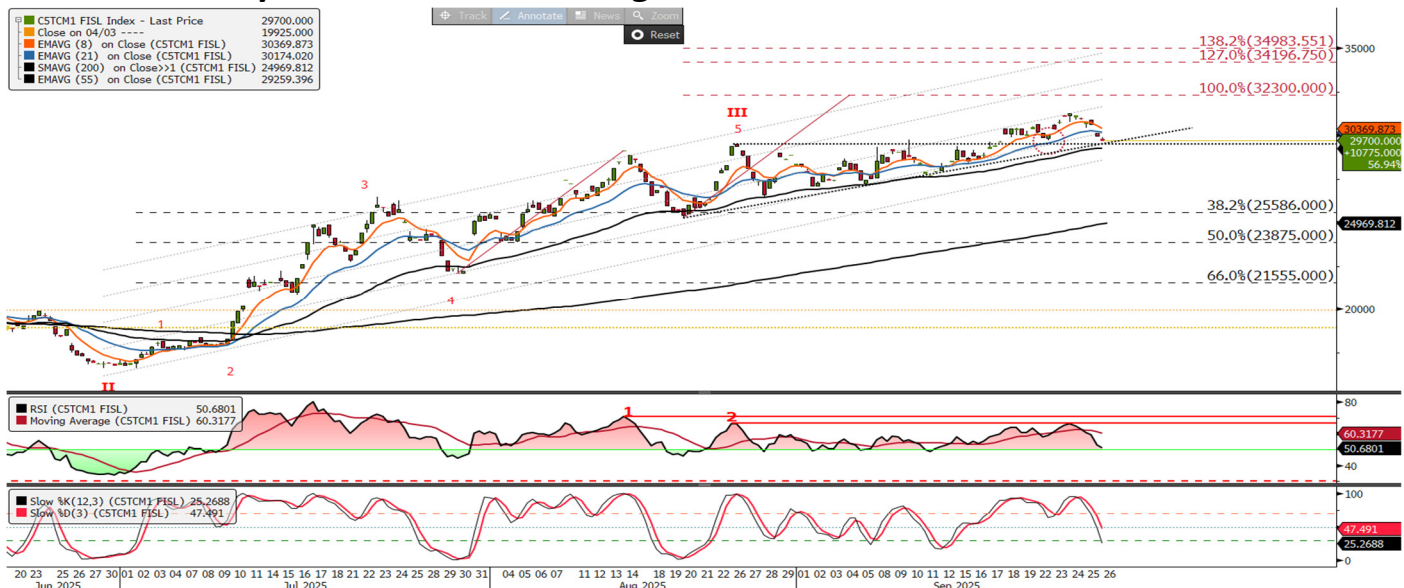 C5TCM1 FISL Index - Last Price 29700.000
Close on 04/03 ---- 19925.000
EMAVG (8) on Close (C5TCM1 FISL) 30369.873
EMAVG (21) on Close (C5TCM1 FISL) 30174.020
SMAVG (200) on Close>>1 (C5TCM1 FISL) 24969.812
EMAVG (55) on Close (C5TCM1 FISL) 29259.396
Track Annotate News Zoom
Reset
138.2%(34983.551)
35000
127.0%(34196.750)
100.0%(32300.000)
III
5
30369.873
29700.000
+10775.000
56.94%
3
38.2%(25586.000)
24969.812
50.0%(23875.000)
66.0%(21555.000)
4
20000
1
2
II
RSI (C5TCM1 FISL) 50.6801
Moving Average (C5TCM1 FISL) 60.3177
1
2
80
60.3177
50.6801
40
Slow %K(12,3) (C5TCM1 FISL) 25.2688
Slow %D(3) (C5TCM1 FISL) 47.491
100
47.491
25.2688
0
20 23 25 26 27 30 01 02 03 04 07 08 09 10 11 14 15 16 17 18 21 22 23 24 25 28 29 30 31 04 05 06 07 11 12 13 14 18 19 20 21 22 25 26 27 28 29 01 02 03 04 05 08 09 10 11 12 15 16 17 18 19 22 23 24 25 26
Jun 2025 Jul 2025 Aug 2025 Sep 2025